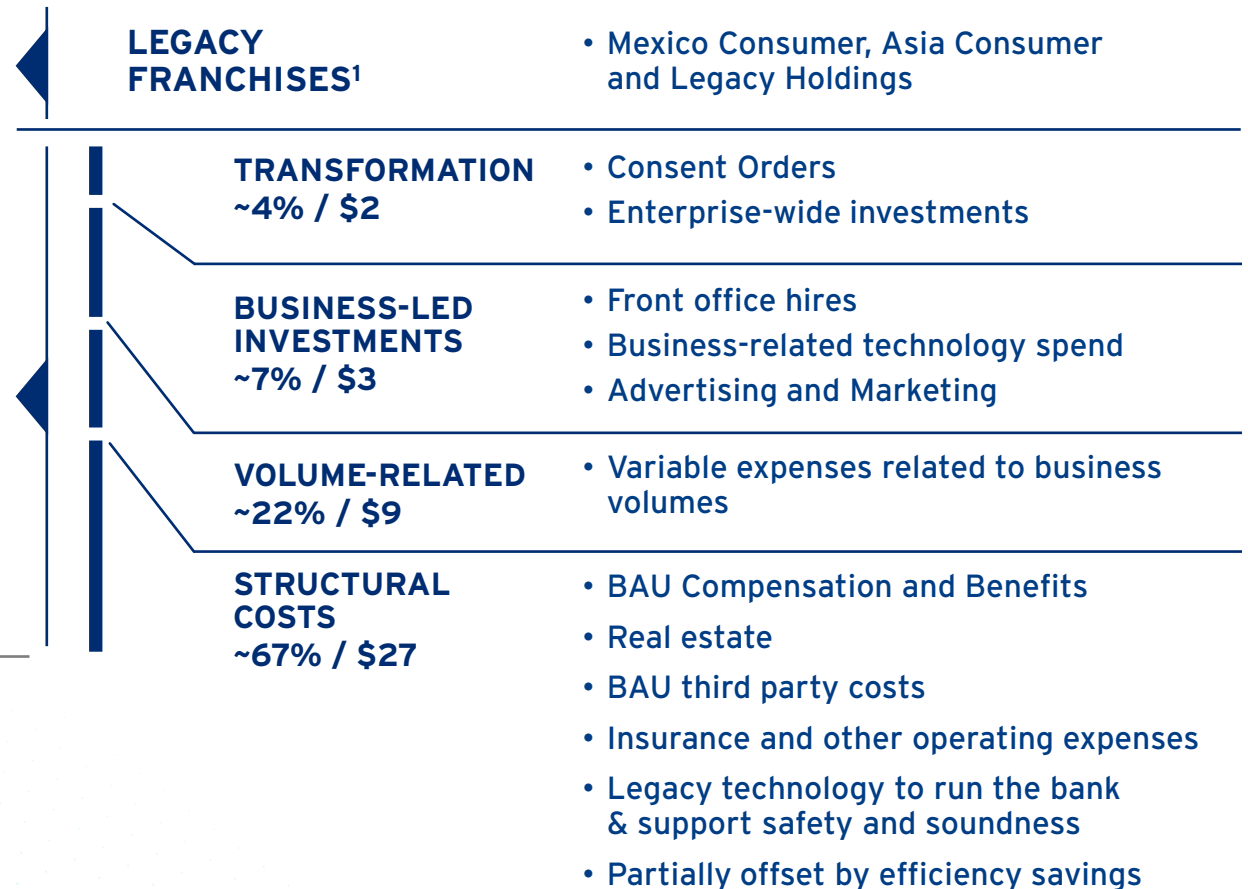 LEGACY
FRANCHISES¹
• Mexico Consumer, Asia Consumer
and Legacy Holdings
TRANSFORMATION
~4% / $2
• Consent Orders
• Enterprise-wide investments
BUSINESS-LED
INVESTMENTS
~7% / $3
• Front office hires
• Business-related technology spend
• Advertising and Marketing
VOLUME-RELATED
~22% / $9
• Variable expenses related to business
volumes
STRUCTURAL
COSTS
~67% / $27
• BAU Compensation and Benefits
• Real estate
• BAU third party costs
• Insurance and other operating expenses
• Legacy technology to run the bank
& support safety and soundness
• Partially offset by efficiency savings